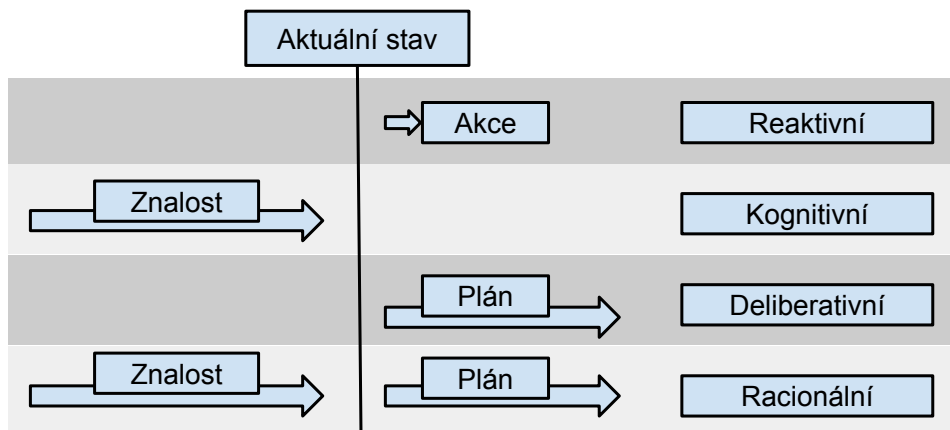 Aktuální stav
Akce
Reaktivní
Znalost
Kognitivní
Plán
Deliberativní
Znalost
Plán
Racionální